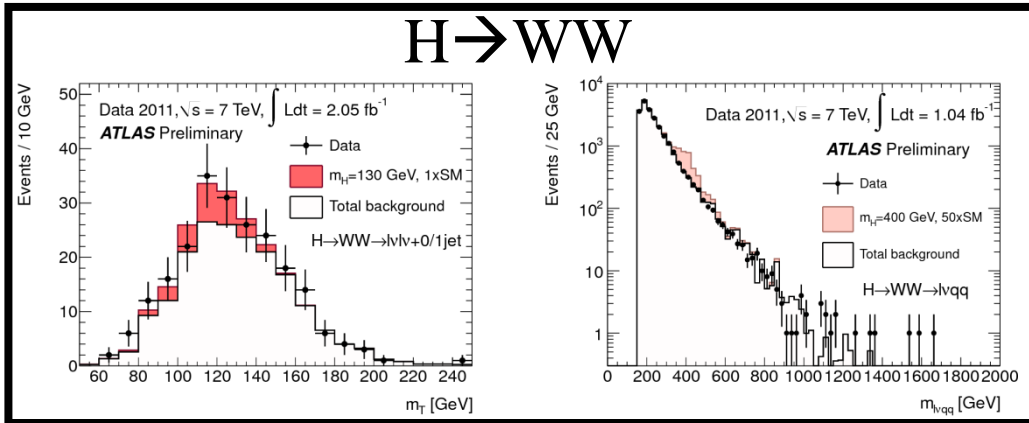 H→WW
Events / 10 GeV
50
40
30
20
10
0
Data 2011, √s = 7 TeV, ∫ Ldt = 2.05 fb⁻¹
ATLAS Preliminary
Data
m_H=130 GeV, 1xSM
Total background
H→WW→lνlν+0/1jet
60 80 100 120 140 160 180 200 220 240
m_T [GeV]
Events / 25 GeV
10⁴
10³
10²
10
1
Data 2011, √s = 7 TeV, ∫ Ldt = 1.04 fb⁻¹
ATLAS Preliminary
Data
m_H=400 GeV, 50xSM
Total background
H→WW→lνqq
0 200 400 600 800 1000 1200 1400 1600 1800 2000
m_lνqq [GeV]